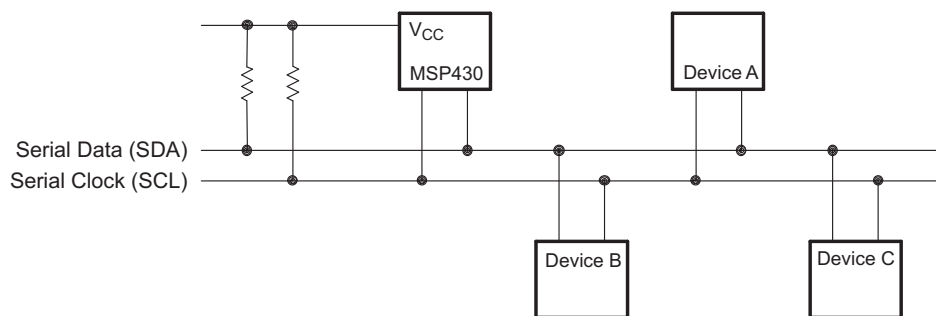 VCC
MSP430
Device A
Serial Data (SDA)
Serial Clock (SCL)
Device B
Device C